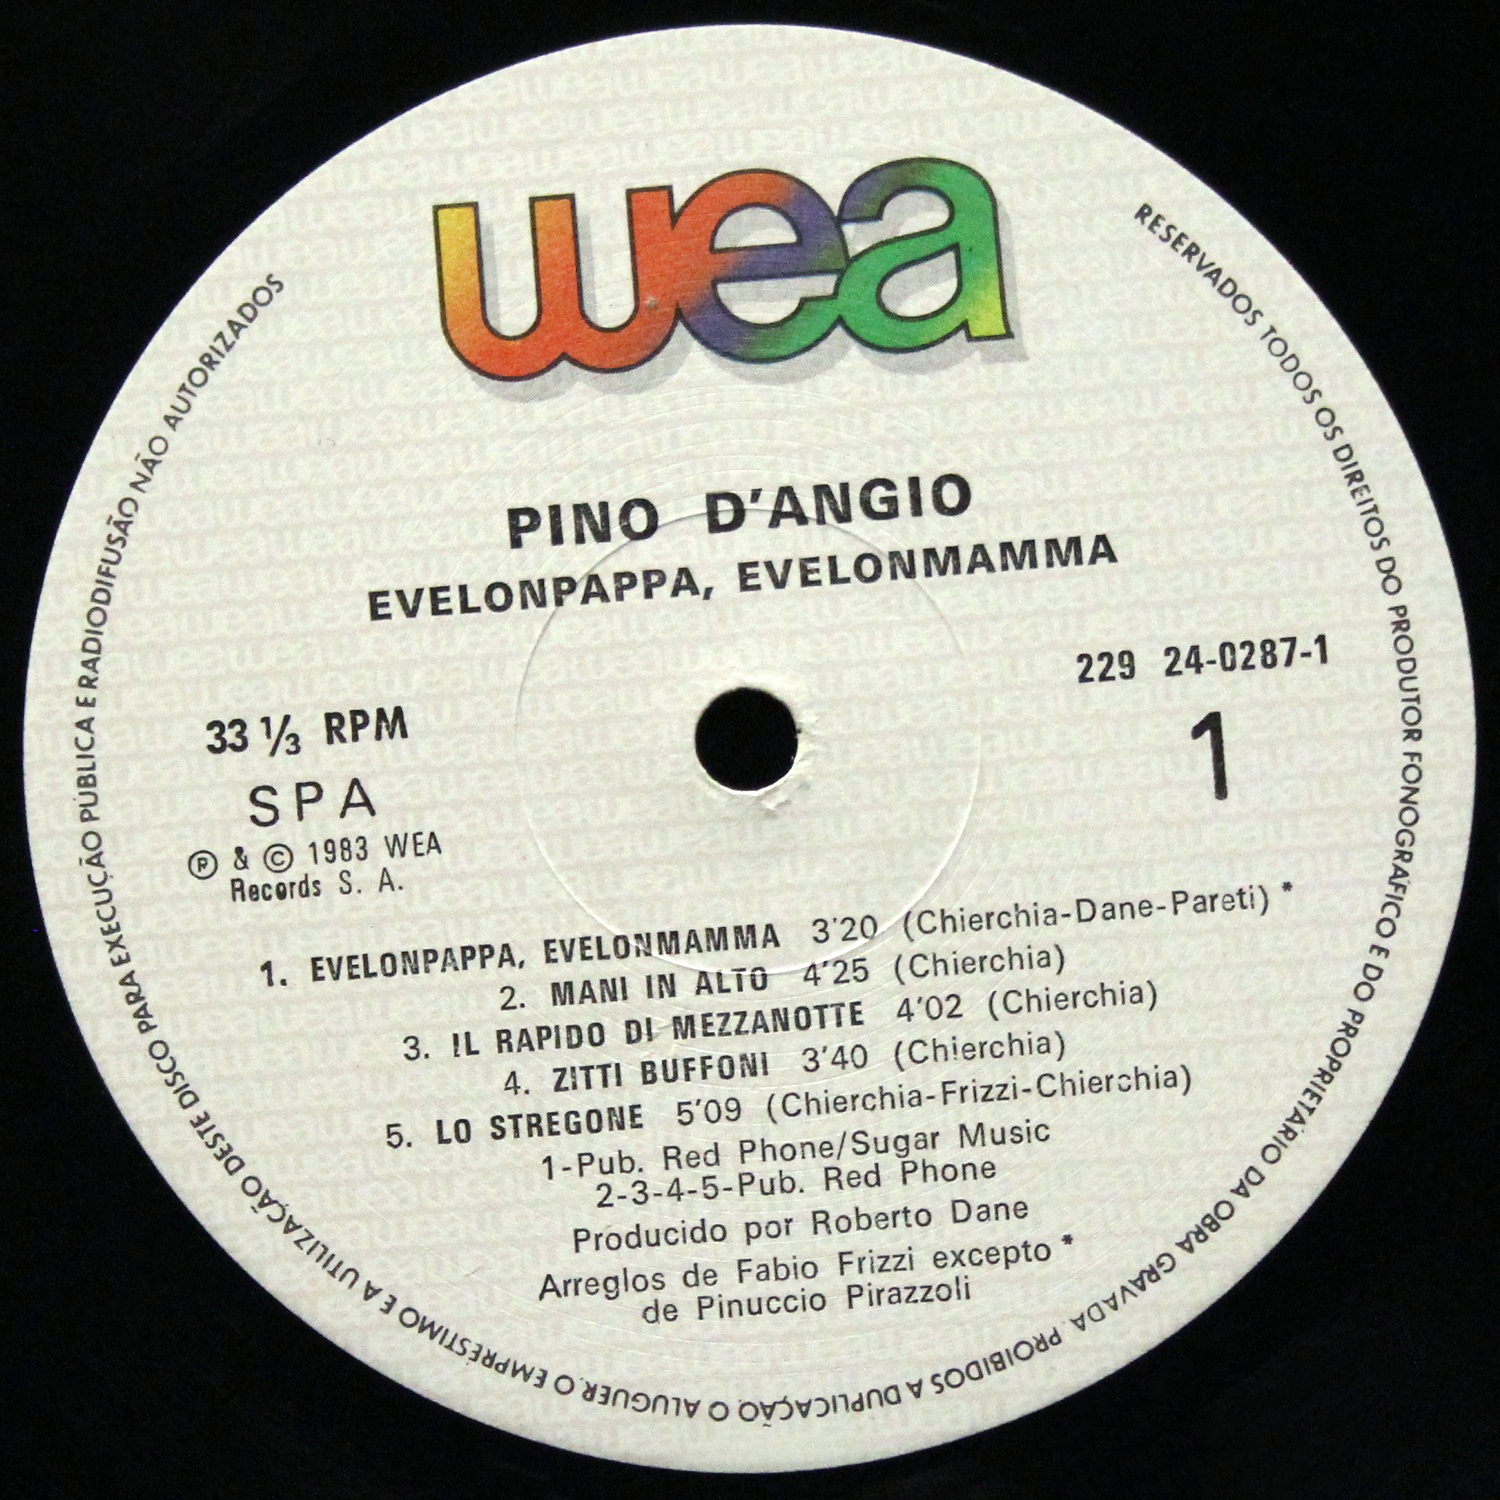 wea
PINO D'ANGIO
EVELONPAPPA, EVELONMAMMA
229 24-0287-1
33 ⅓ RPM
1
SPA
Ⓟ & © 1983 WEA
Records S. A.
1. EVELONPAPPA, EVELONMAMMA 3'20 (Chierchia-Dane-Pareti) *
2. MANI IN ALTO 4'25 (Chierchia)
3. IL RAPIDO DI MEZZANOTTE 4'02 (Chierchia)
4. ZITTI BUFFONI 3'40 (Chierchia)
5. LO STREGONE 5'09 (Chierchia-Frizzi-Chierchia)
1-Pub. Red Phone/Sugar Music
2-3-4-5-Pub. Red Phone
Producido por Roberto Dane
Arreglos de Fabio Frizzi excepto *
de Pinuccio Pirazzoli
RESERVADOS TODOS OS DIREITOS DO PRODUTOR FONOGRÁFICO E DO PROPRIETÁRIO DA OBRA GRAVADA. PROIBIDOS A DUPLICAÇÃO, O ALUGUER, O EMPRÉSTIMO E A UTILIZAÇÃO DESTE DISCO PARA EXECUÇÃO PÚBLICA E RADIODIFUSÃO NÃO AUTORIZADOS